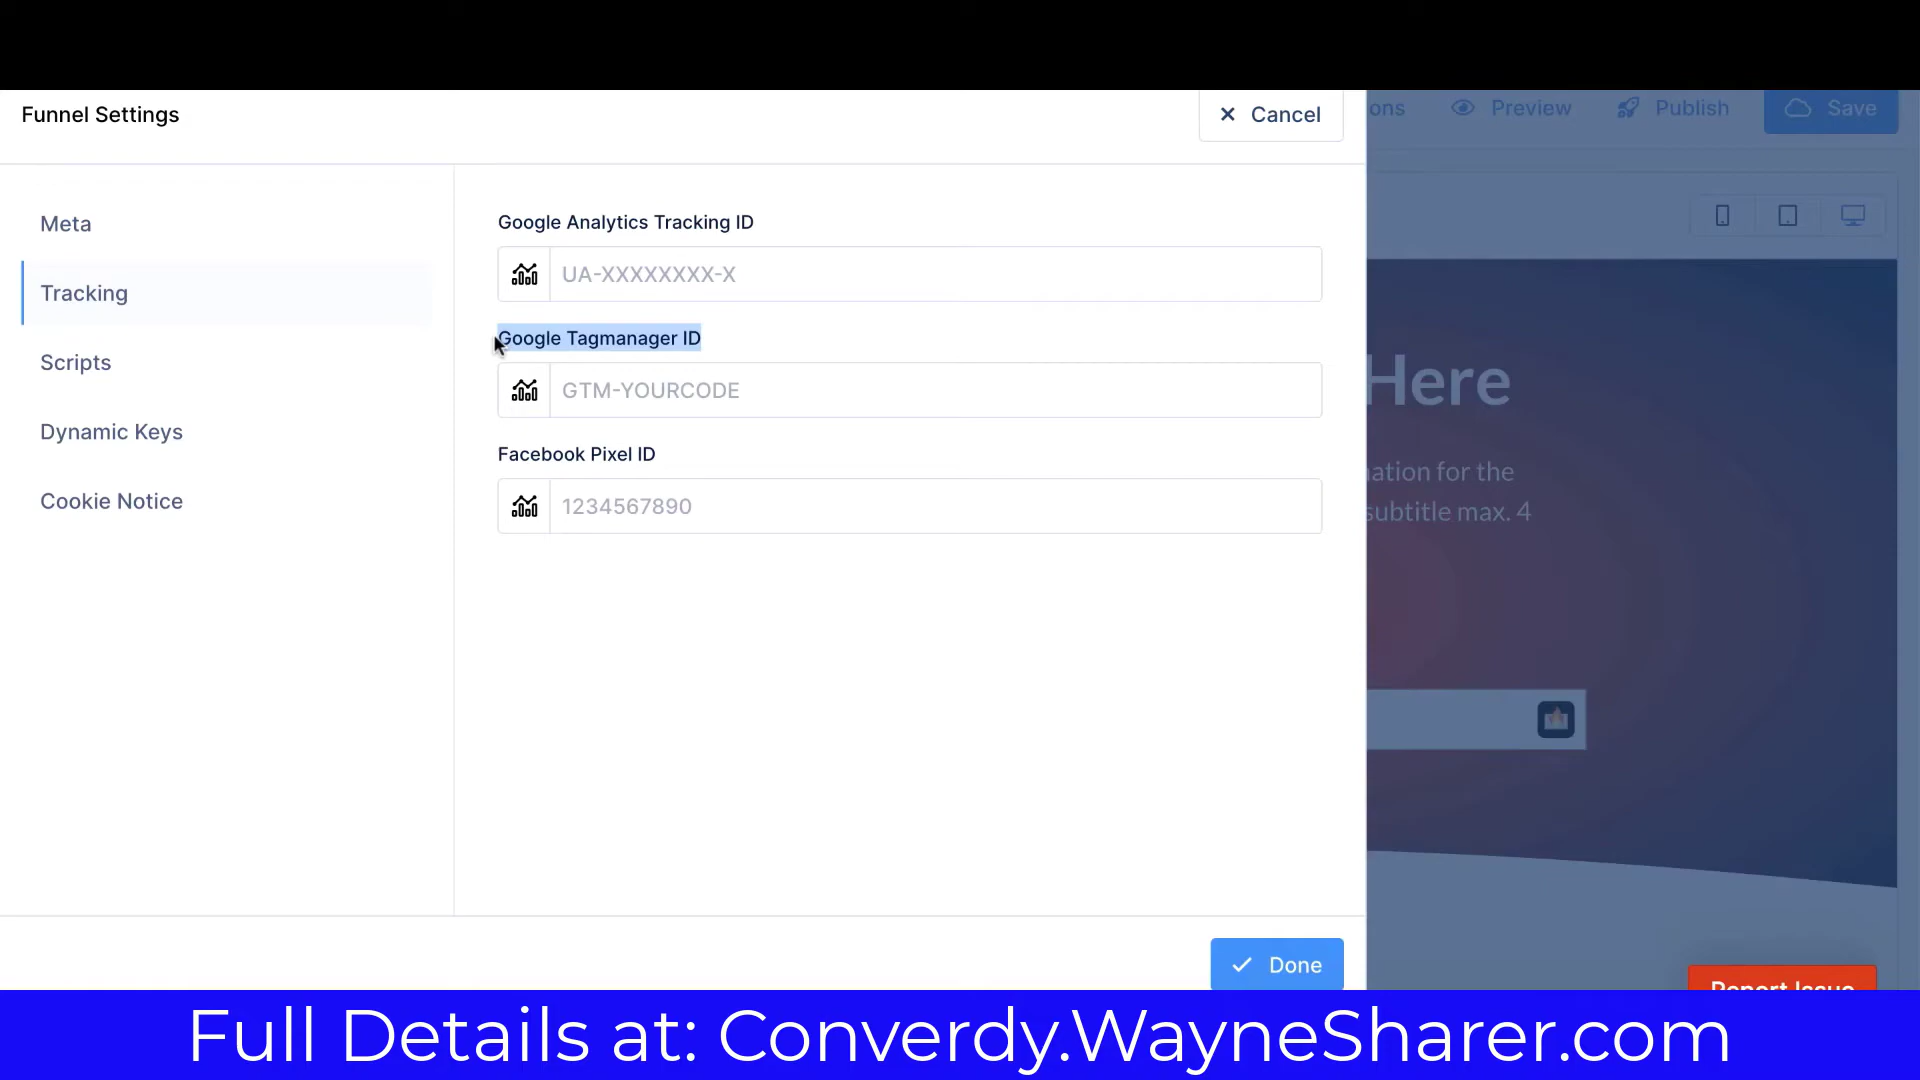 Funnel Settings
Cancel
ons
Preview
Publish
Save
Meta
Tracking
Scripts
Dynamic Keys
Cookie Notice
Google Analytics Tracking ID
UA-XXXXXXXX-X
Google Tagmanager ID
GTM-YOURCODE
Facebook Pixel ID
1234567890
Here
ation for the
subtitle max. 4
Done
Report Issue
Full Details at: Converdy.WayneSharer.com